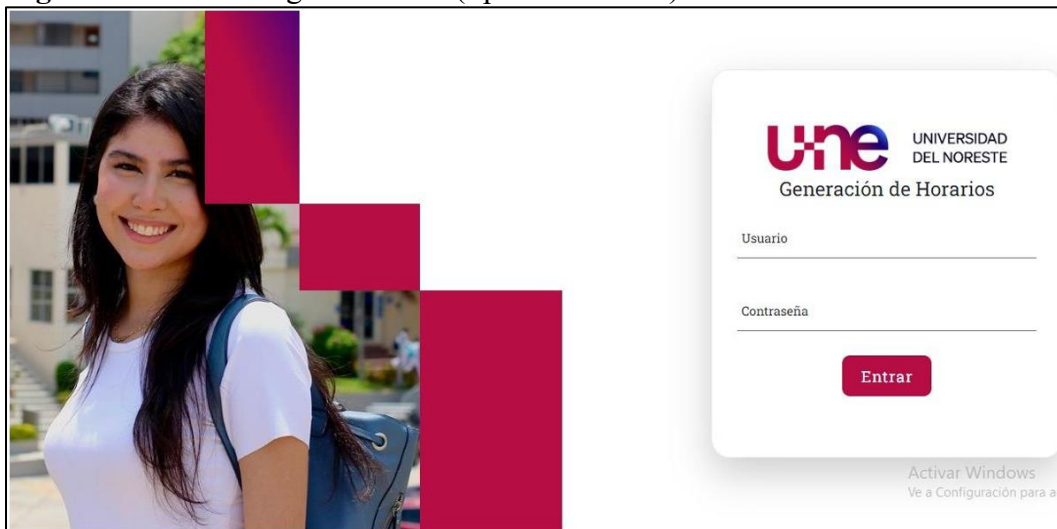 UNE UNIVERSIDAD
DEL NORESTE
Generación de Horarios
Usuario
Contraseña
Entrar
Activar Windows
Ve a Configuración para a